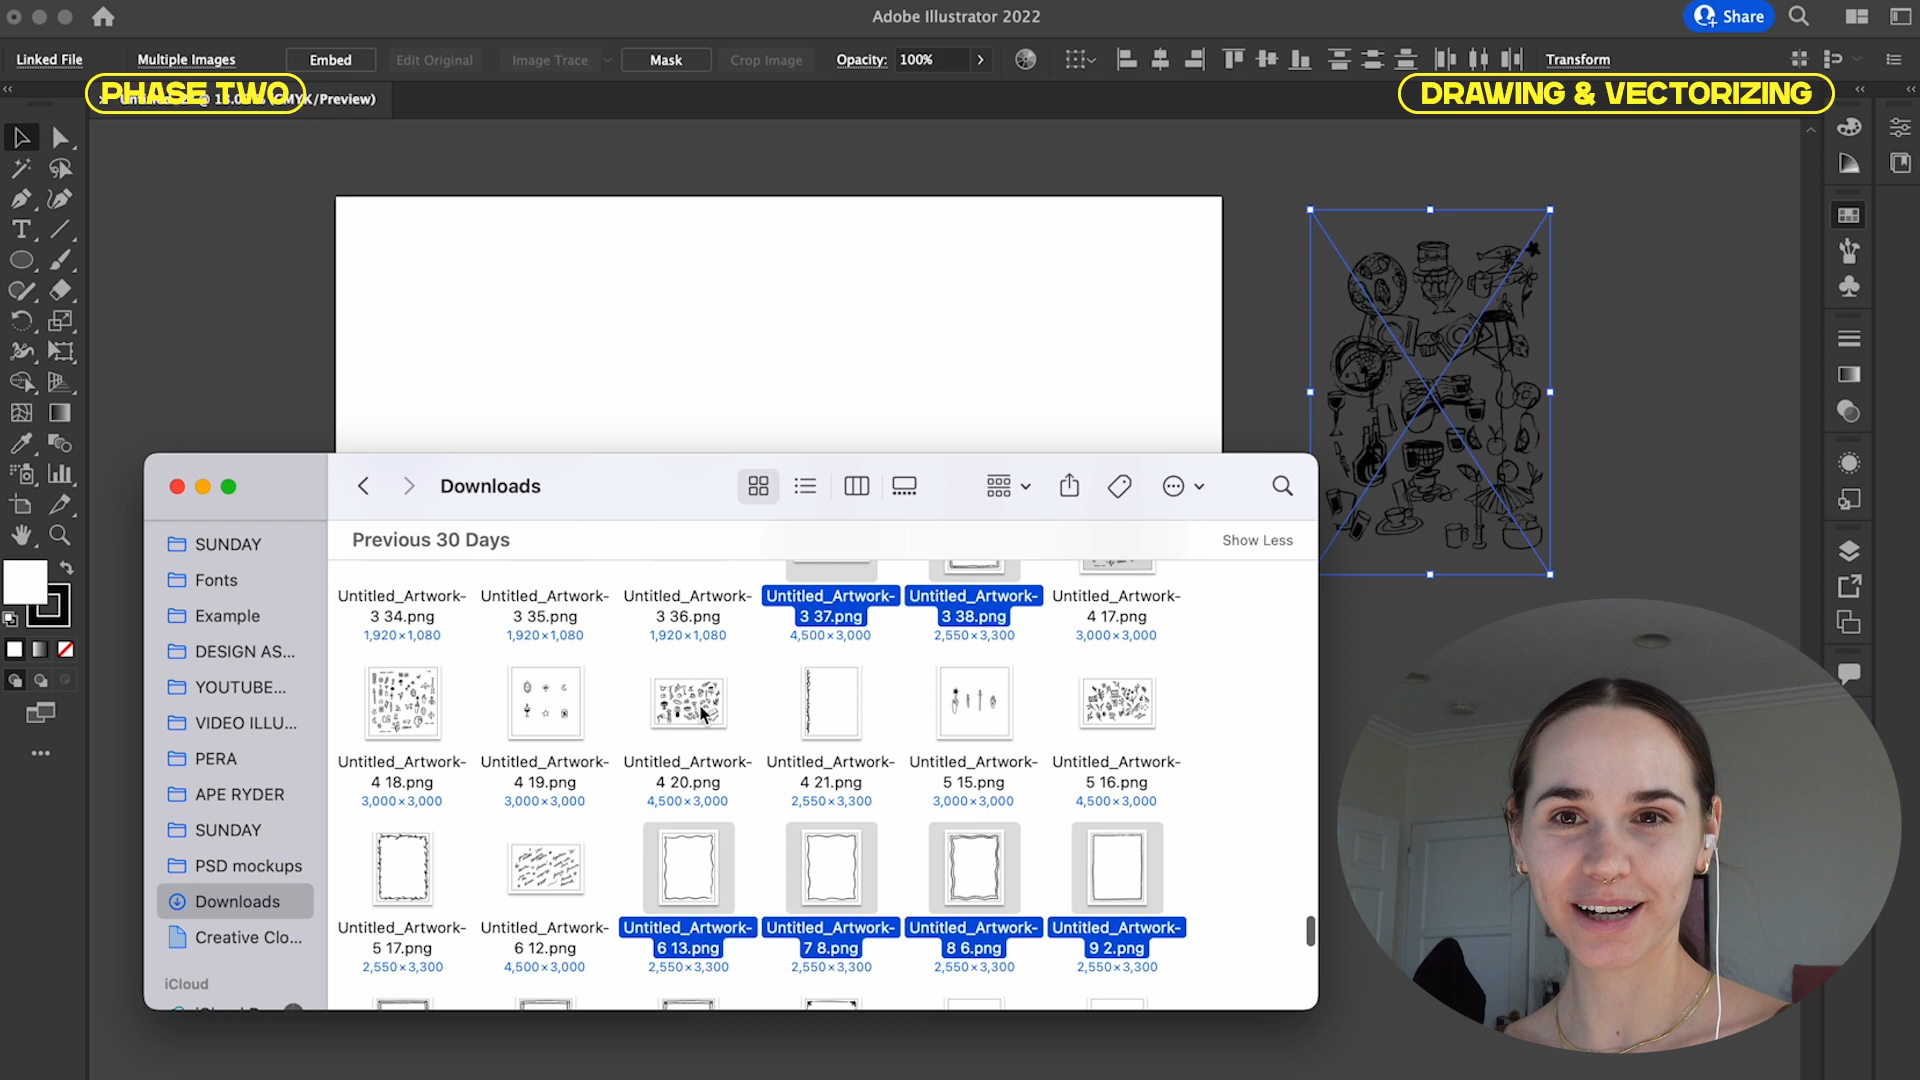 Adobe Illustrator 2022
Share
Linked File
Multiple Images
Embed
Edit Original
Image Trace
Mask
Crop Image
Opacity:
100%
Transform
PHASE TWO
/Preview)
DRAWING & VECTORIZING
Downloads
Previous 30 Days
Show Less
SUNDAY
Fonts
Example
DESIGN AS...
YOUTUBE...
VIDEO ILLU...
PERA
APE RYDER
SUNDAY
PSD mockups
Downloads
Creative Clo...
iCloud
Untitled_Artwork-
3 34.png
1,920×1,080
Untitled_Artwork-
3 35.png
1,920×1,080
Untitled_Artwork-
3 36.png
1,920×1,080
Untitled_Artwork-
3 37.png
4,500×3,000
Untitled_Artwork-
3 38.png
2,550×3,300
Untitled_Artwork-
4 17.png
3,000×3,000
Untitled_Artwork-
4 18.png
3,000×3,000
Untitled_Artwork-
4 19.png
3,000×3,000
Untitled_Artwork-
4 20.png
4,500×3,000
Untitled_Artwork-
4 21.png
2,550×3,300
Untitled_Artwork-
5 15.png
3,000×3,000
Untitled_Artwork-
5 16.png
4,500×3,000
Untitled_Artwork-
5 17.png
2,550×3,300
Untitled_Artwork-
6 12.png
4,500×3,000
Untitled_Artwork-
6 13.png
2,550×3,300
Untitled_Artwork-
7 8.png
2,550×3,300
Untitled_Artwork-
8 6.png
2,550×3,300
Untitled_Artwork-
9 2.png
2,550×3,300